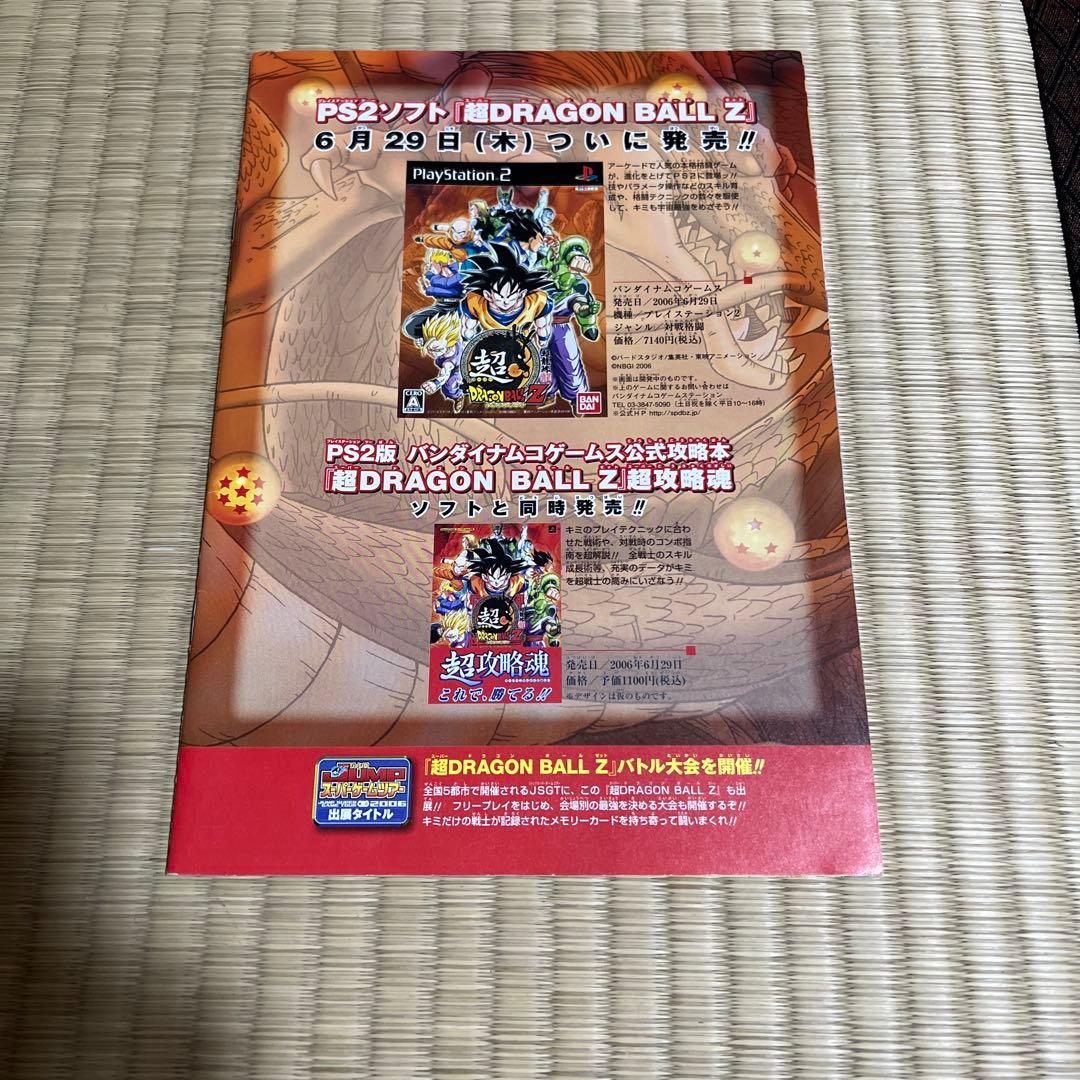 PS2ソフト『超DRAGON BALL Z』
6月29日(木)ついに発売!!
PlayStation 2
アーケードで人気の本格格闘ゲーム
が、進化をとげてPS2に登場ッ!!
技やパラメータ操作などのスキル育
成や、格闘テクニックの数々を駆使
して、キミも宇宙最強をめざそう!!
バンダイナムコゲームス
発売日/2006年6月29日
機種/プレイステーション2
ジャンル/対戦格闘
価格/7140円(税込)
©バードスタジオ/集英社・東映アニメーション
©NBGI 2006
※画面は開発中のものです。
※上のゲームに関するお問い合わせは
バンダイナムコゲームステーション
TEL 03-3847-5090 (土日祝を除く平日10〜16時)
※公式HP http://spdbz.jp/
超
DRAGON BALL Z
CERO
A
BAN
DAI
PS2版 バンダイナムコゲームス公式攻略本
『超DRAGON BALL Z』超攻略魂
ソフトと同時発売!!
キミのプレイテクニックに合わ
せた戦術や、対戦時のコンボ指
南を超解説!! 全戦士のスキル
成長術等、充実のデータがキミ
を超戦士の高みにいざなう!!
超
DRAGON BALL Z
超攻略魂
これで、勝てる!!
発売日/2006年6月29日
価格/予価1100円(税込)
※デザインは仮のものです。
『超DRAGON BALL Z』バトル大会を開催!!
JUMP
スーパーゲームツアー
2006
出展タイトル
全国5都市で開催されるJSGTに、この『超DRAGON BALL Z』も出
展!! フリープレイをはじめ、会場別の最強を決める大会も開催するぞ!!
キミだけの戦士が記録されたメモリーカードを持ち寄って闘いまくれ!!